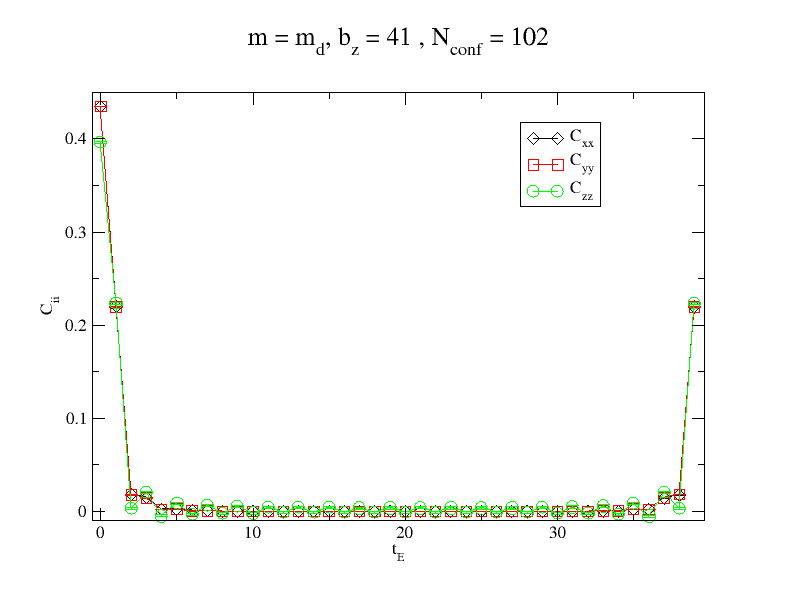 m = m_d, b_z = 41 , N_conf = 102
C_xx
C_yy
C_zz
C_ii
0.4
0.3
0.2
0.1
0
0 10 20 30
t_E